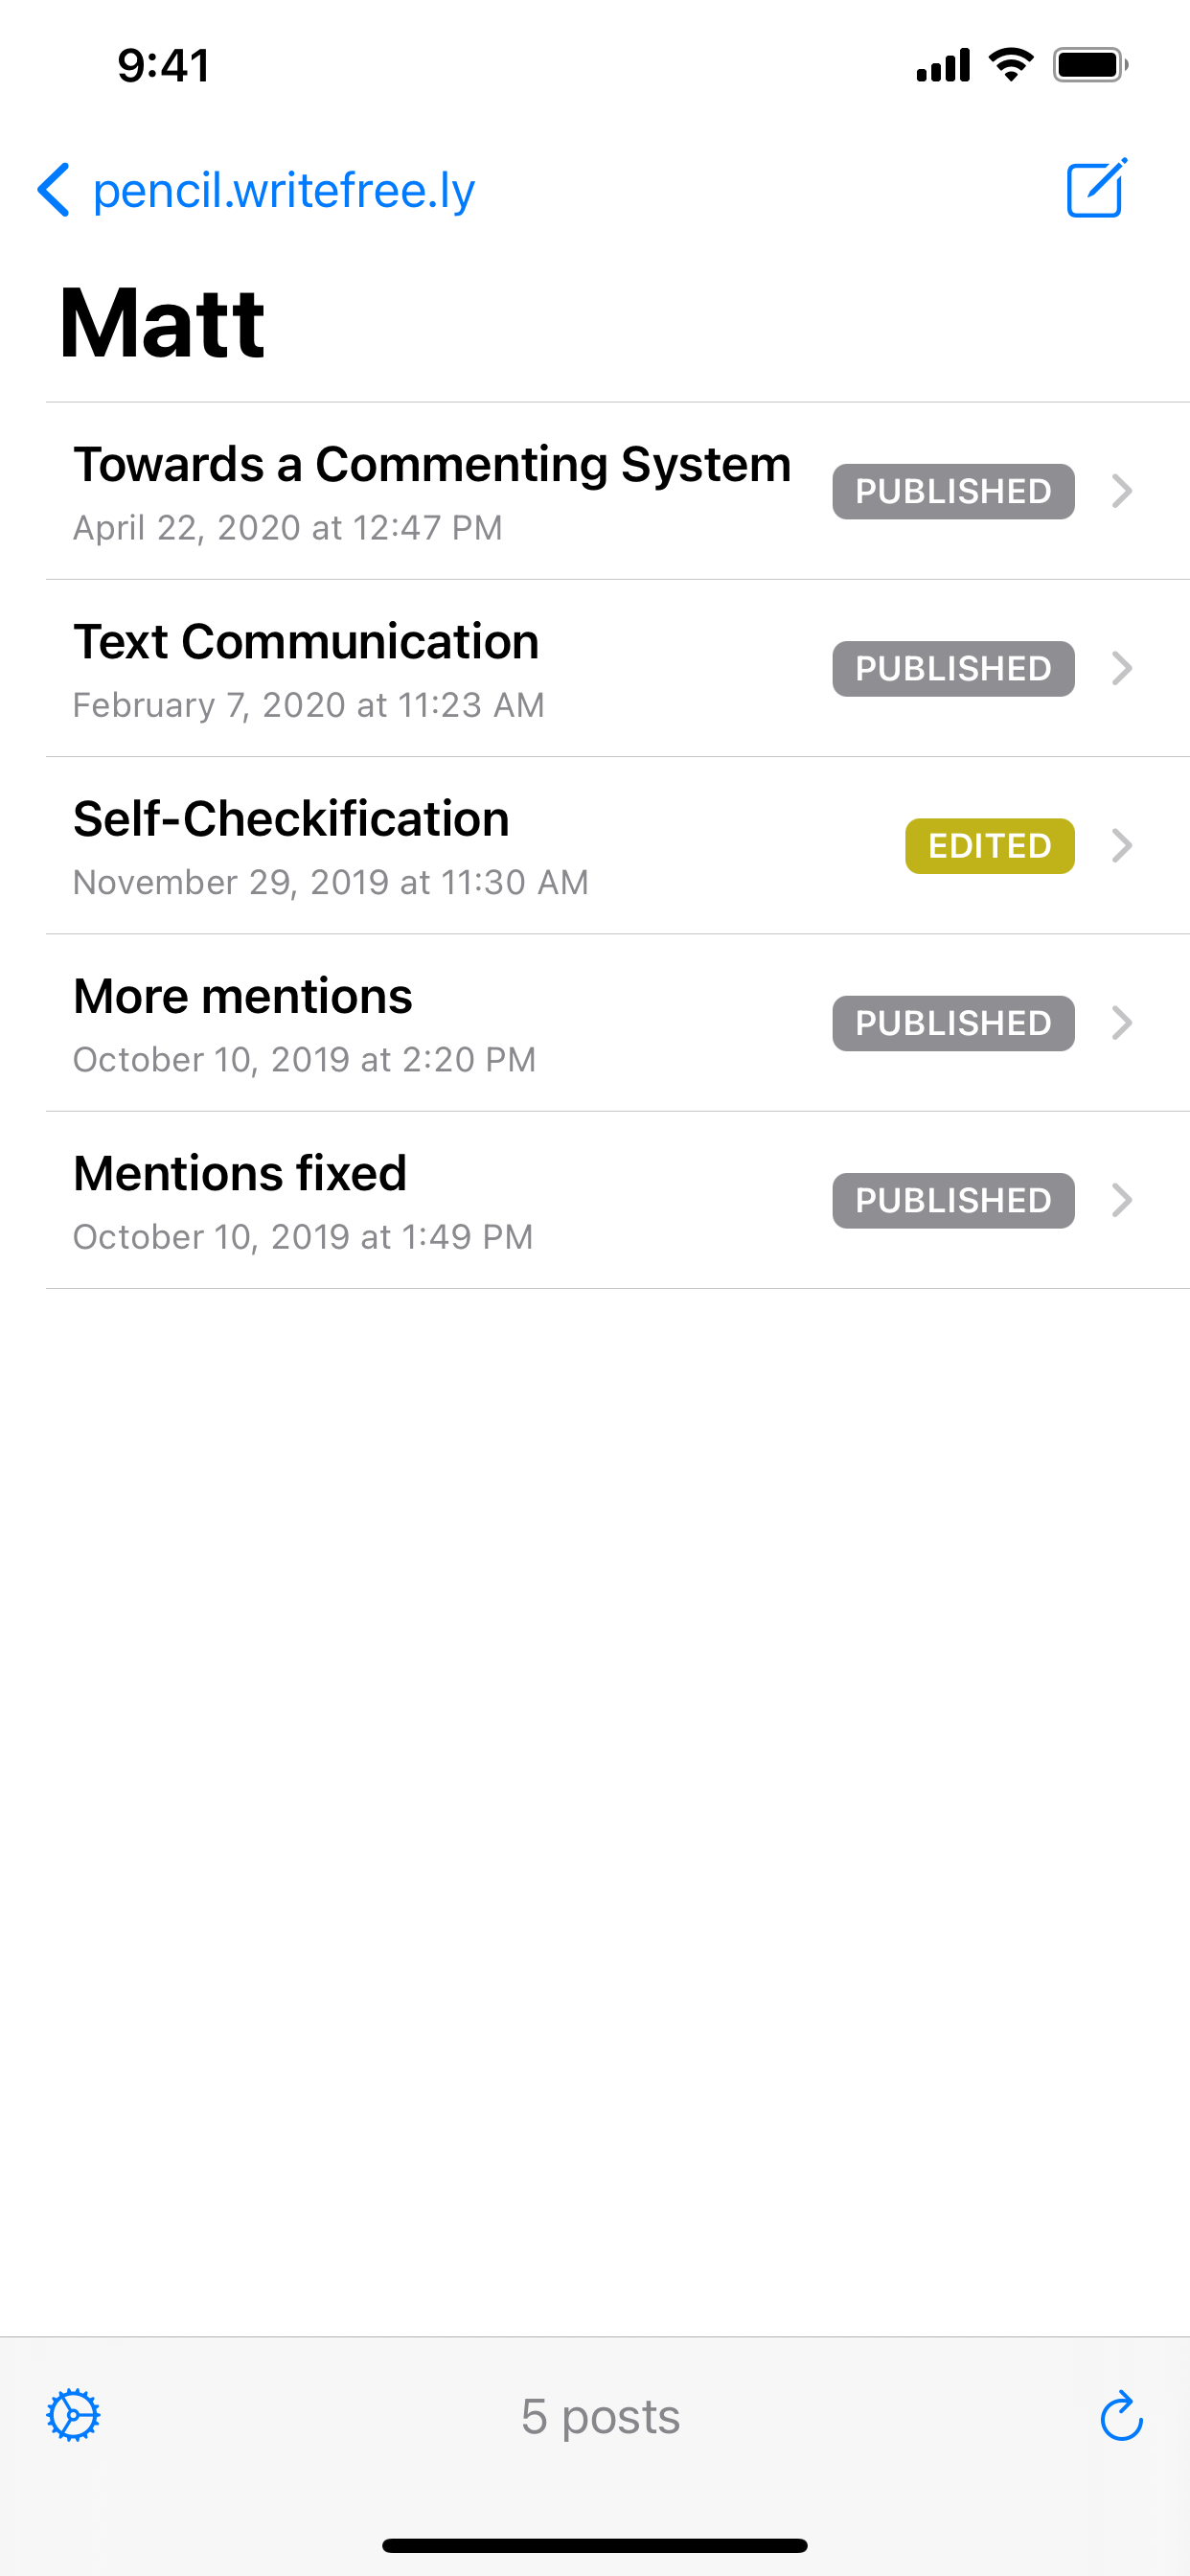 9:41
pencil.writefree.ly
Matt
Towards a Commenting System
PUBLISHED
April 22, 2020 at 12:47 PM
Text Communication
PUBLISHED
February 7, 2020 at 11:23 AM
Self-Checkification
EDITED
November 29, 2019 at 11:30 AM
More mentions
PUBLISHED
October 10, 2019 at 2:20 PM
Mentions fixed
PUBLISHED
October 10, 2019 at 1:49 PM
5 posts